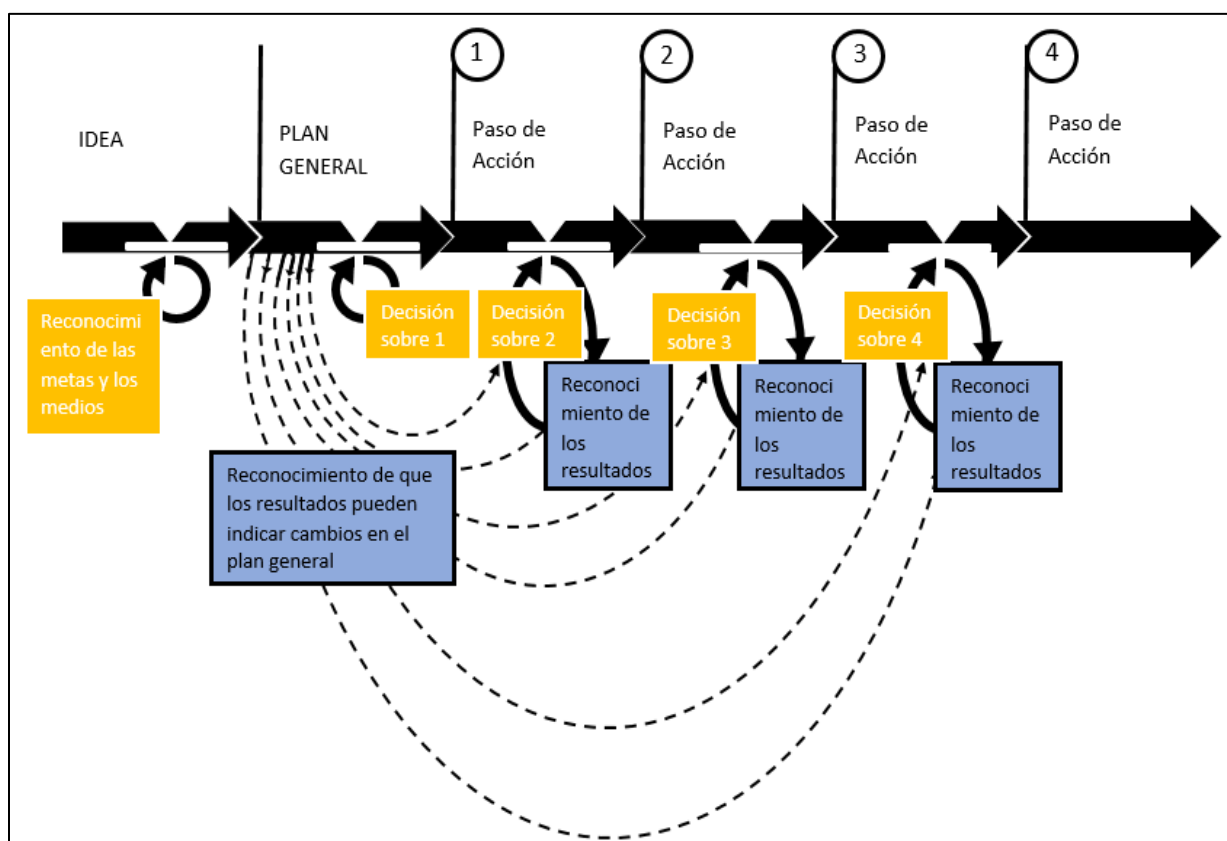 1
2
3
4
IDEA
PLAN
GENERAL
Paso de
Acción
Paso de
Acción
Paso de
Acción
Paso de
Acción
Reconocimi
ento de las
metas y los
medios
Decisión
sobre 1
Decisión
sobre 2
Decisión
sobre 3
Decisión
sobre 4
Reconoci
miento de
los
resultados
Reconoci
miento de
los
resultados
Reconoci
miento de
los
resultados
Reconocimiento de que
los resultados pueden
indicar cambios en el
plan general